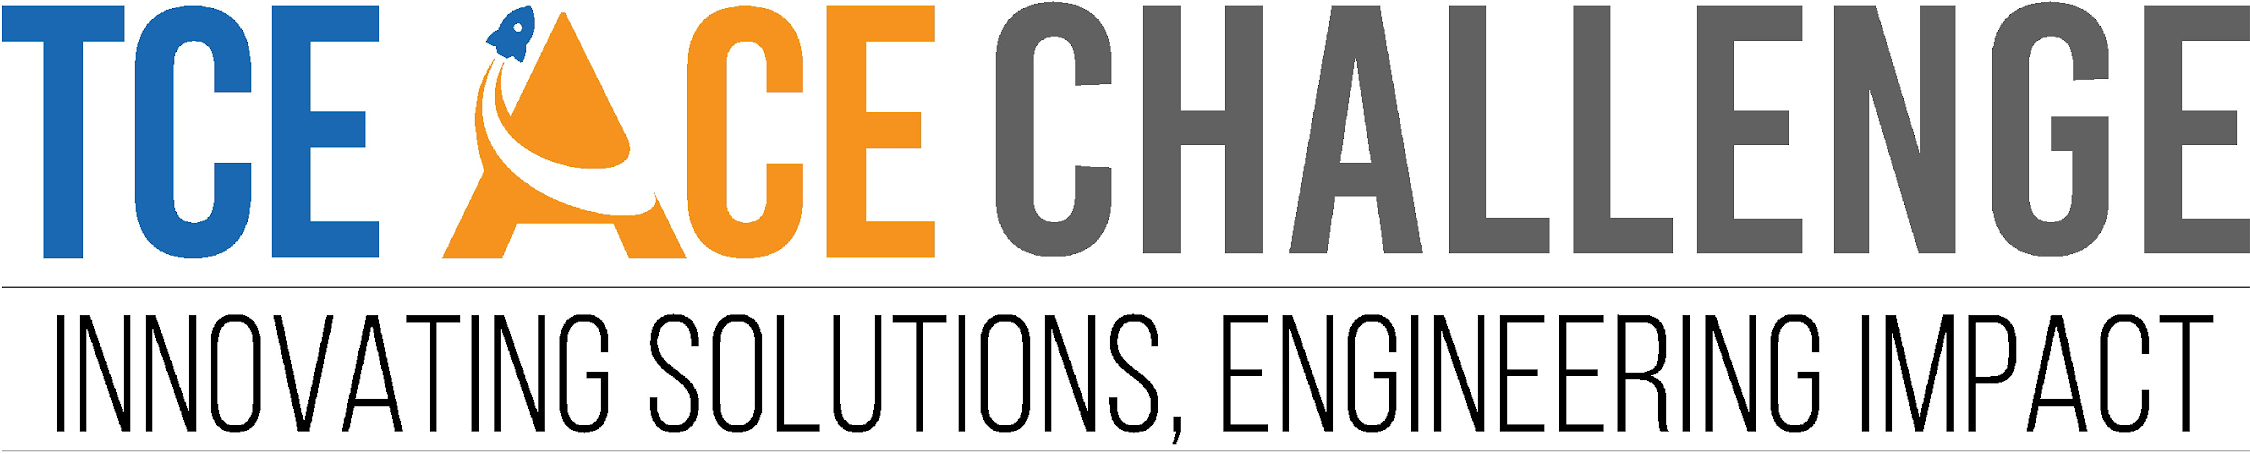 TCE ACE CHALLENGE
INNOVATING SOLUTIONS, ENGINEERING IMPACT